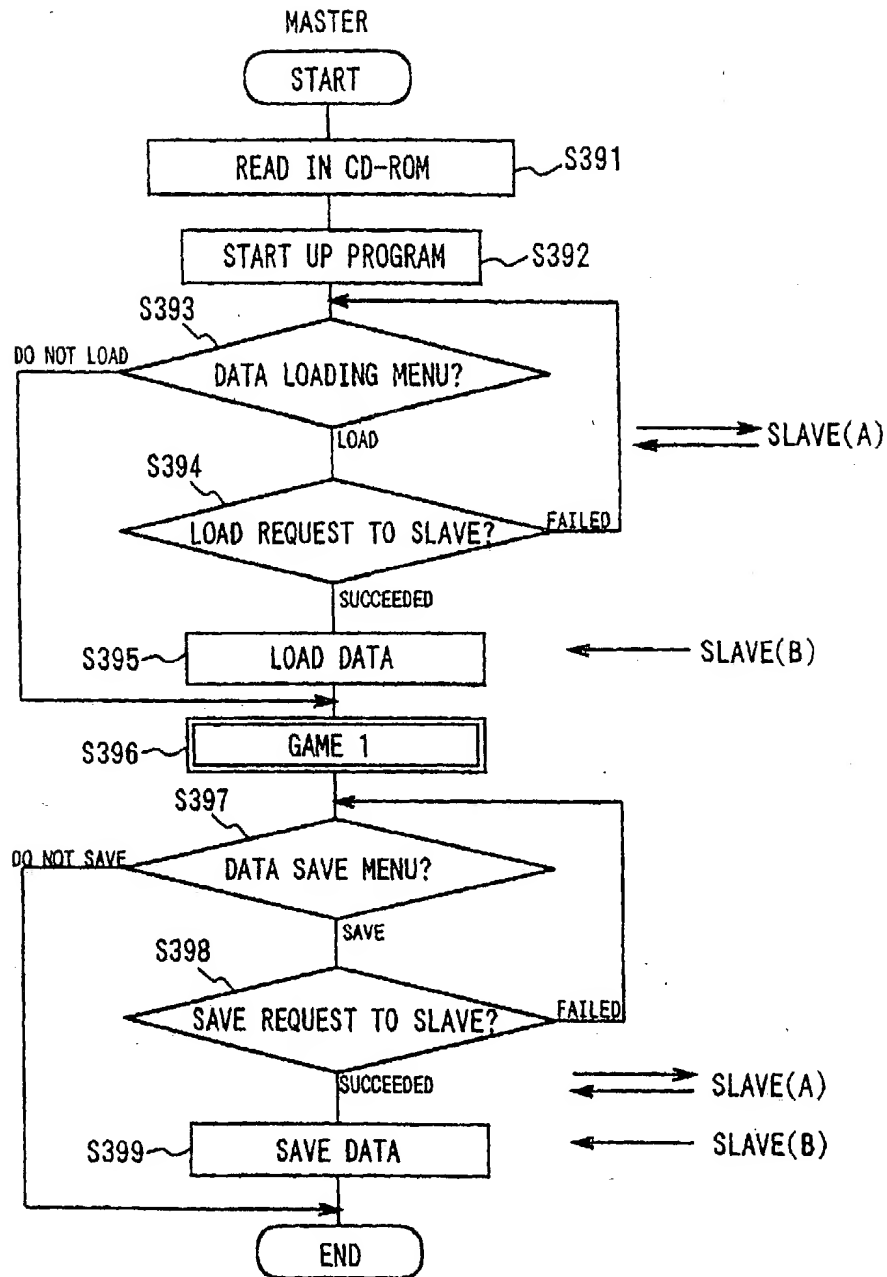 MASTER
START
READ IN CD-ROM
S391
START UP PROGRAM
S392
S393
DO NOT LOAD
DATA LOADING MENU?
LOAD
SLAVE(A)
S394
LOAD REQUEST TO SLAVE?
FAILED
SUCCEEDED
S395
LOAD DATA
SLAVE(B)
S396
GAME 1
S397
DO NOT SAVE
DATA SAVE MENU?
SAVE
S398
SAVE REQUEST TO SLAVE?
FAILED
SUCCEEDED
SLAVE(A)
S399
SAVE DATA
SLAVE(B)
END